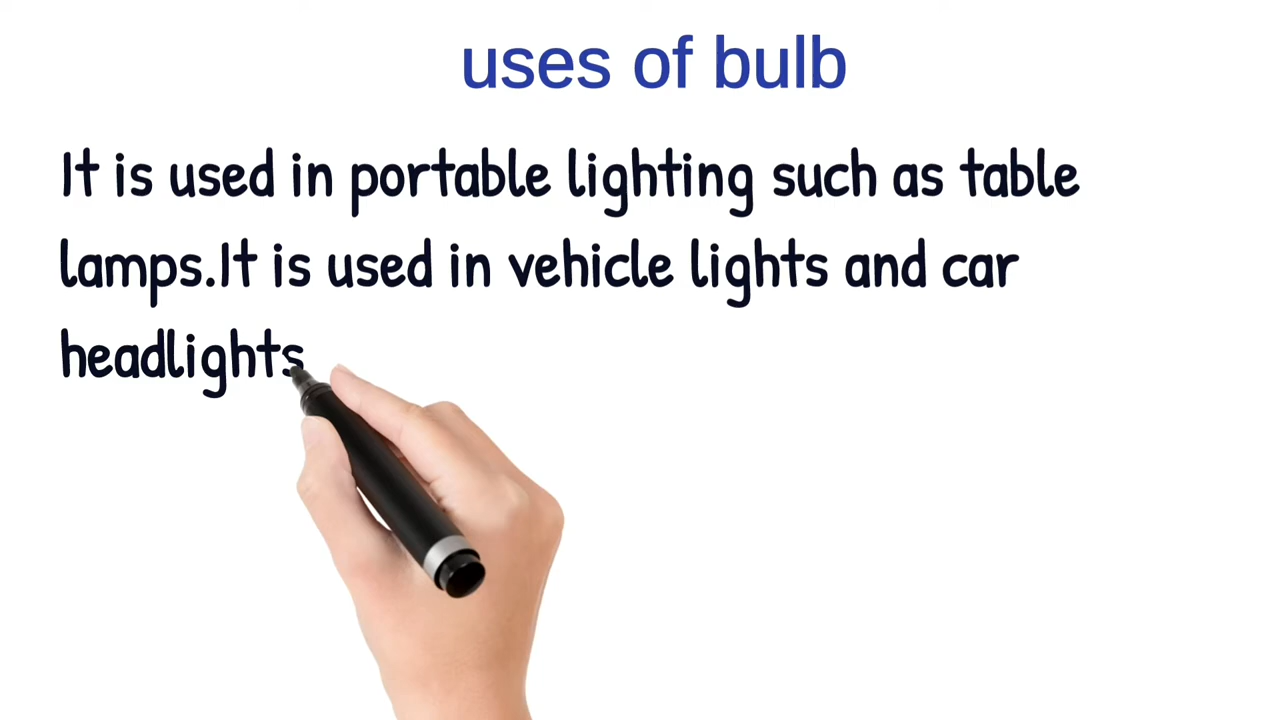 uses of bulb
It is used in portable lighting such as table
lamps.It is used in vehicle lights and car
headlights